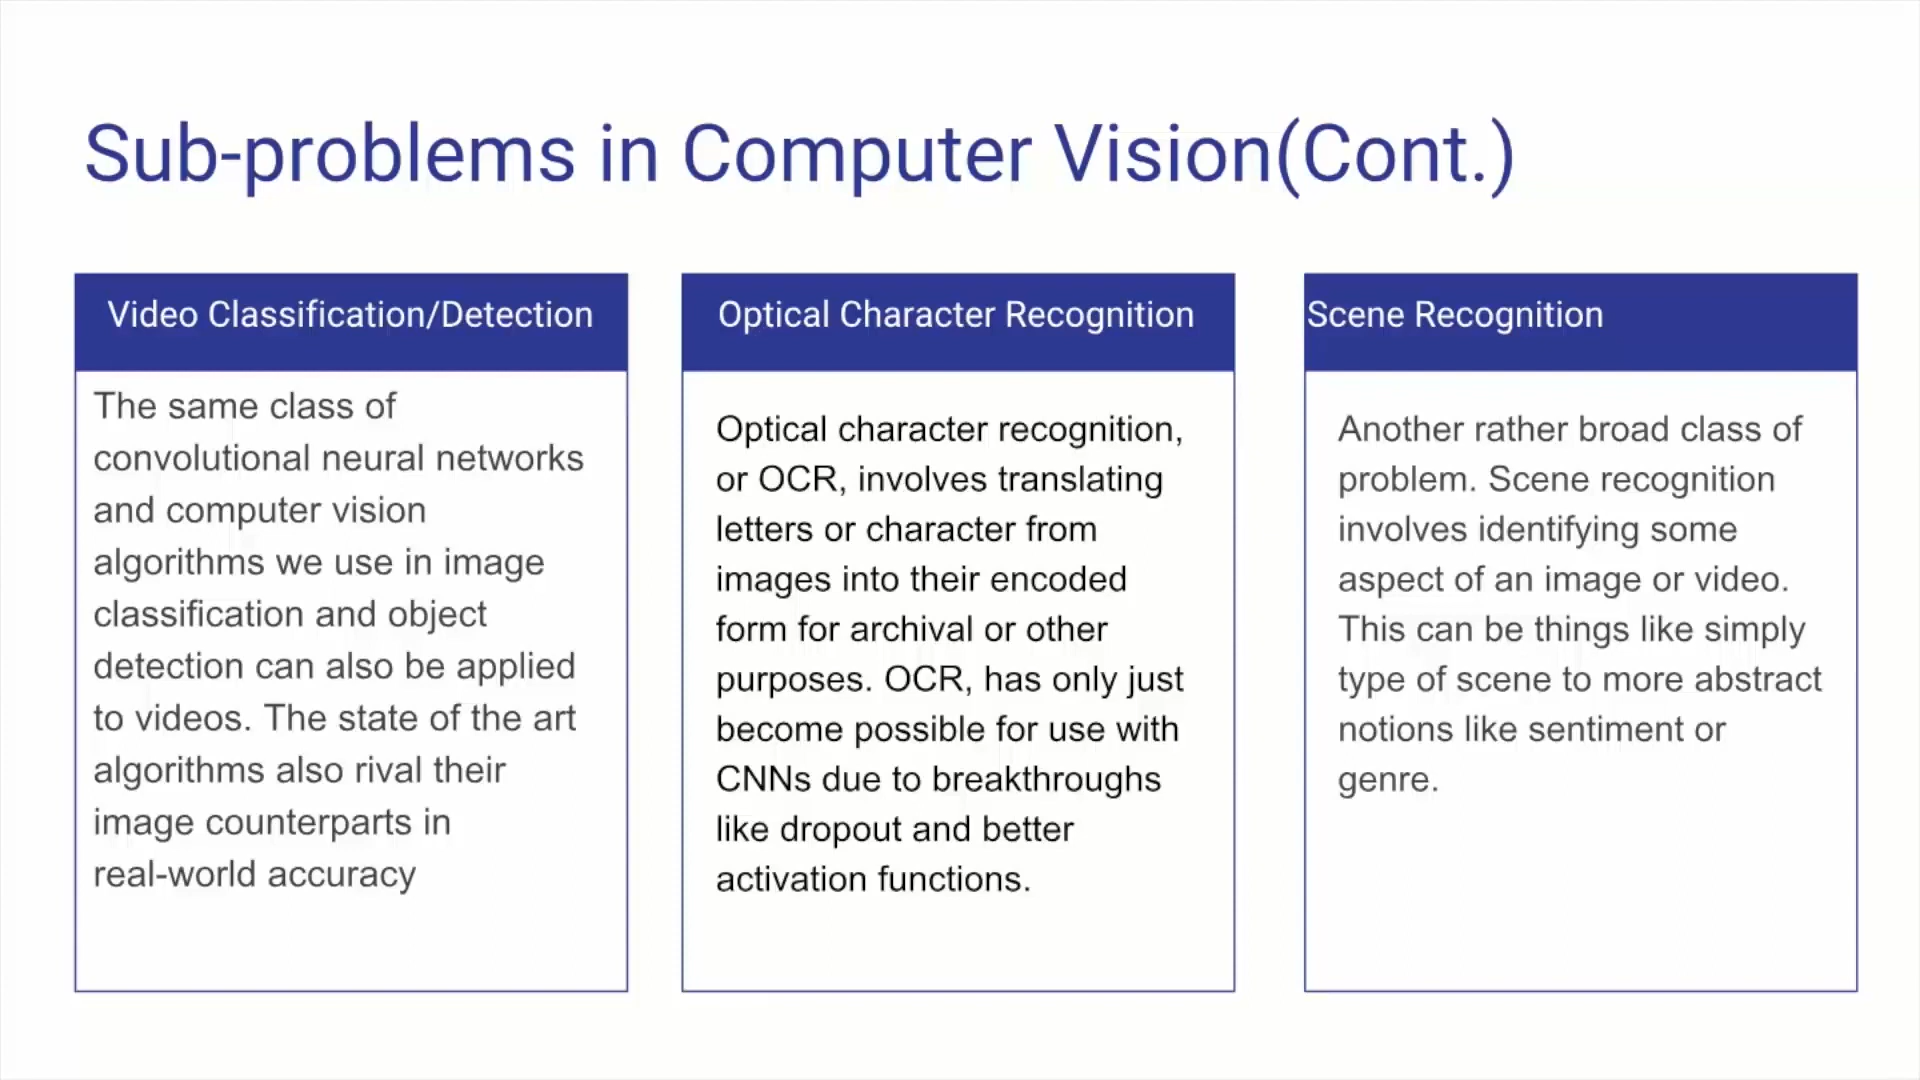 Sub-problems in Computer Vision(Cont.)
Video Classification/Detection
The same class of
convolutional neural networks
and computer vision
algorithms we use in image
classification and object
detection can also be applied
to videos. The state of the art
algorithms also rival their
image counterparts in
real-world accuracy
Optical Character Recognition
Optical character recognition,
or OCR, involves translating
letters or character from
images into their encoded
form for archival or other
purposes. OCR, has only just
become possible for use with
CNNs due to breakthroughs
like dropout and better
activation functions.
Scene Recognition
Another rather broad class of
problem. Scene recognition
involves identifying some
aspect of an image or video.
This can be things like simply
type of scene to more abstract
notions like sentiment or
genre.